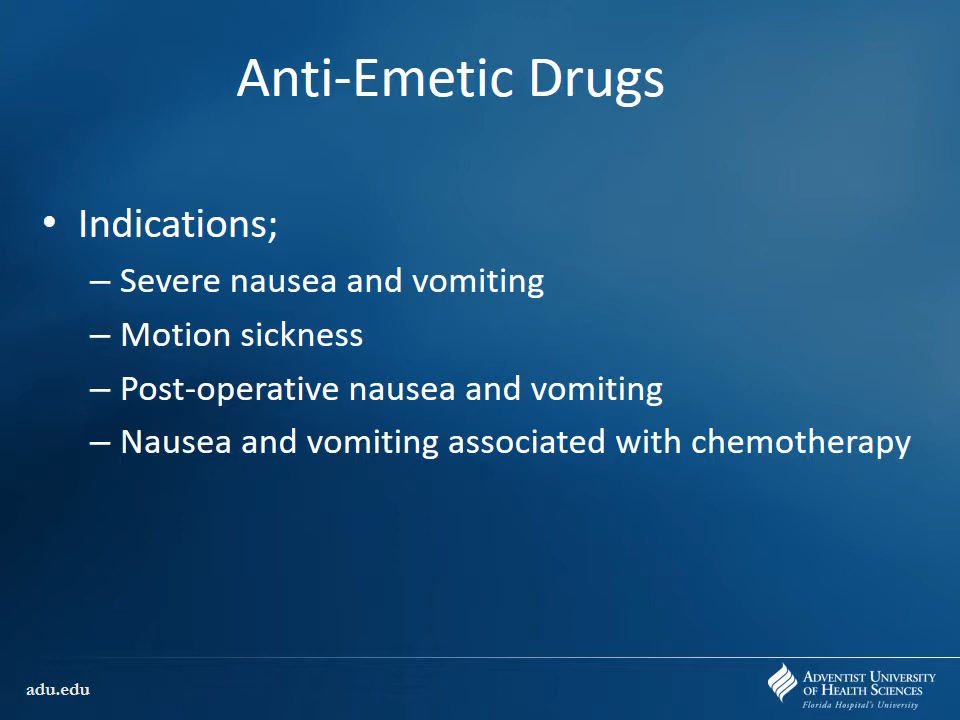 Anti-Emetic Drugs
• Indications;
– Severe nausea and vomiting
– Motion sickness
– Post-operative nausea and vomiting
– Nausea and vomiting associated with chemotherapy
adu.edu
ADVENTIST UNIVERSITY
OF HEALTH SCIENCES
Florida Hospital's University